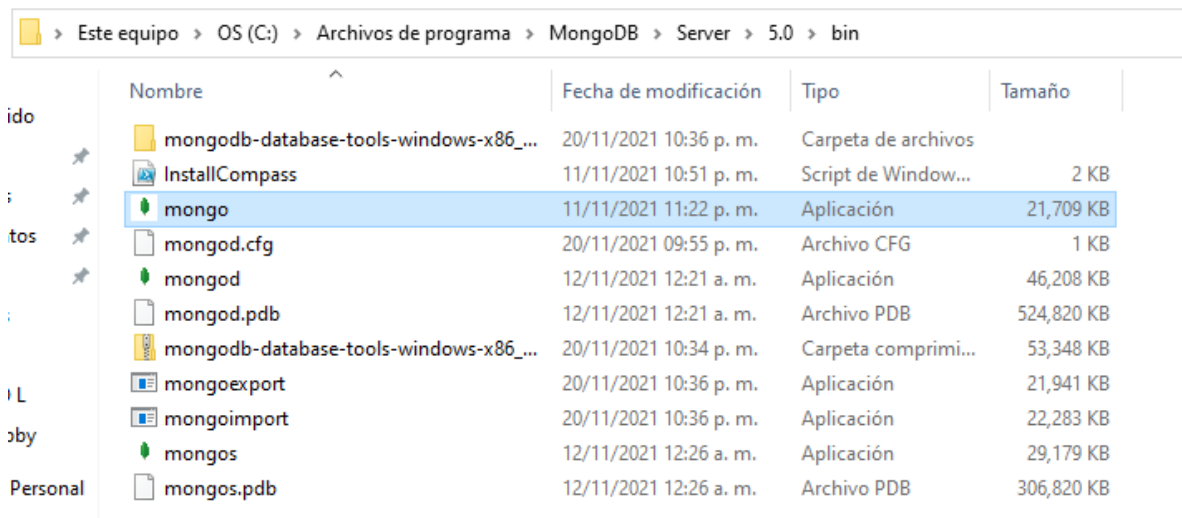 Este equipo > OS (C:) > Archivos de programa > MongoDB > Server > 5.0 > bin
Nombre Fecha de modificación Tipo Tamaño
ido
mongodb-database-tools-windows-x86_... 20/11/2021 10:36 p. m. Carpeta de archivos
InstallCompass 11/11/2021 10:51 p. m. Script de Window... 2 KB
mongo 11/11/2021 11:22 p. m. Aplicación 21,709 KB
tos
mongod.cfg 20/11/2021 09:55 p. m. Archivo CFG 1 KB
mongod 12/11/2021 12:21 a. m. Aplicación 46,208 KB
mongod.pdb 12/11/2021 12:21 a. m. Archivo PDB 524,820 KB
mongodb-database-tools-windows-x86_... 20/11/2021 10:34 p. m. Carpeta comprimi... 53,348 KB
mongoexport 20/11/2021 10:36 p. m. Aplicación 21,941 KB
L
mongoimport 20/11/2021 10:36 p. m. Aplicación 22,283 KB
oby
mongos 12/11/2021 12:26 a. m. Aplicación 29,179 KB
Personal
mongos.pdb 12/11/2021 12:26 a. m. Archivo PDB 306,820 KB